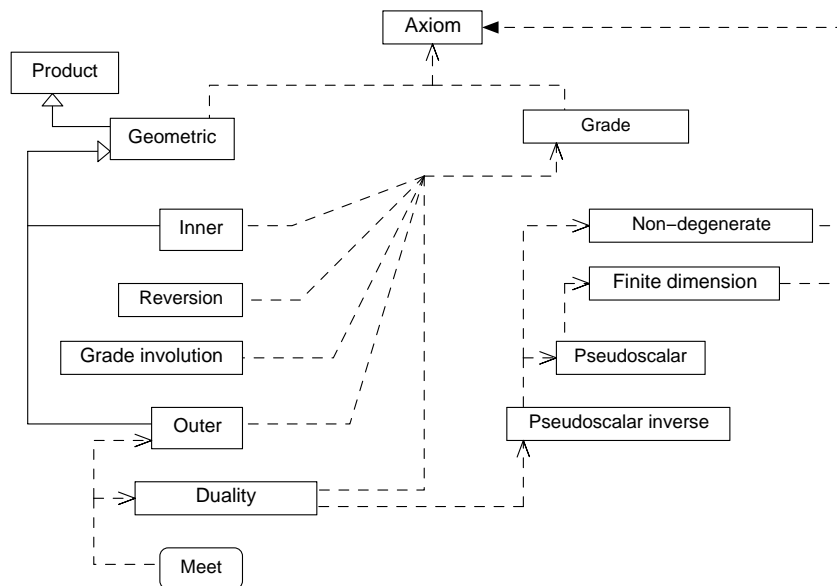 Axiom
Product
Geometric
Grade
Inner
Non−degenerate
Reversion
Finite dimension
Grade involution
Pseudoscalar
Outer
Pseudoscalar inverse
Duality
Meet